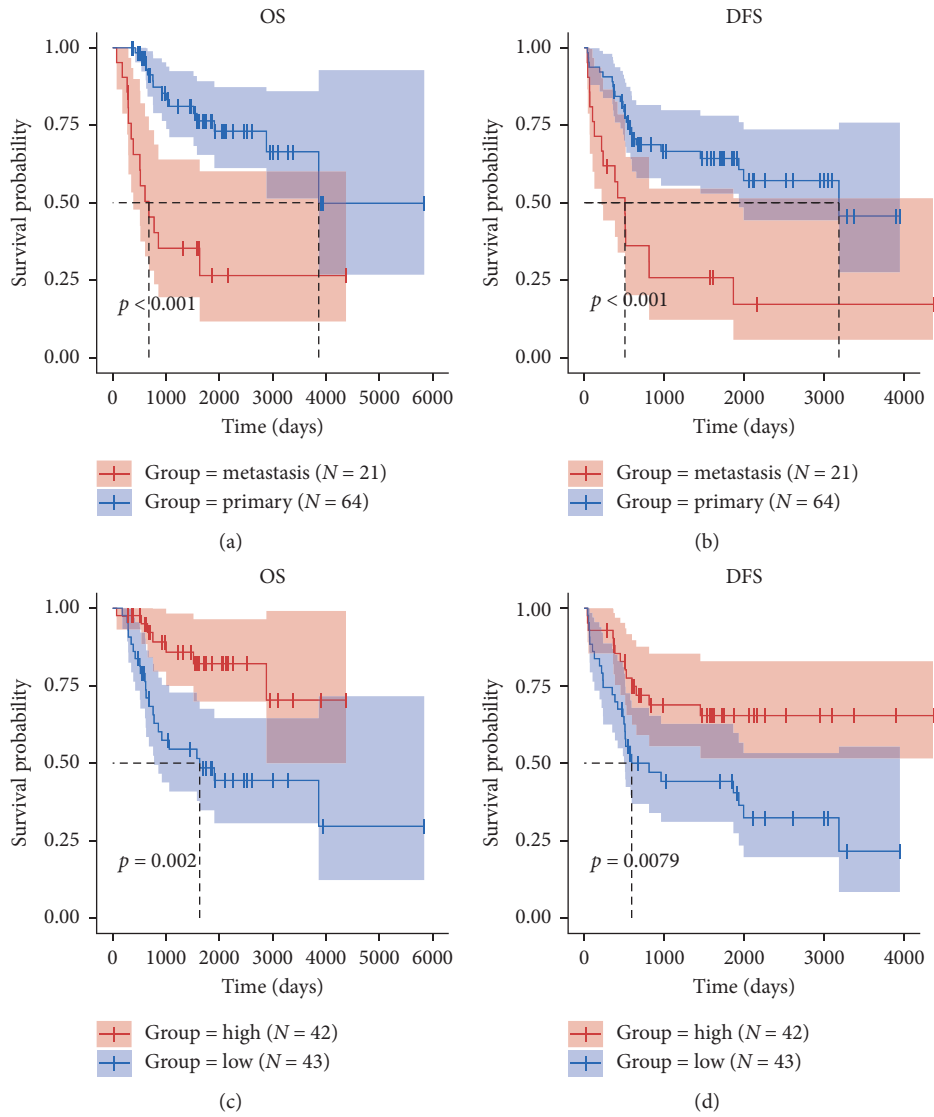 OS
Survival probability
1.00
0.75
0.50
0.25
0.00
p < 0.001
0 1000 2000 3000 4000 5000 6000
Time (days)
Group = metastasis (N = 21)
Group = primary (N = 64)
(a)
DFS
Survival probability
1.00
0.75
0.50
0.25
0.00
p < 0.001
0 1000 2000 3000 4000
Time (days)
Group = metastasis (N = 21)
Group = primary (N = 64)
(b)
OS
Survival probability
1.00
0.75
0.50
0.25
0.00
p = 0.002
0 1000 2000 3000 4000 5000 6000
Time (days)
Group = high (N = 42)
Group = low (N = 43)
(c)
DFS
Survival probability
1.00
0.75
0.50
0.25
0.00
p = 0.0079
0 1000 2000 3000 4000
Time (days)
Group = high (N = 42)
Group = low (N = 43)
(d)